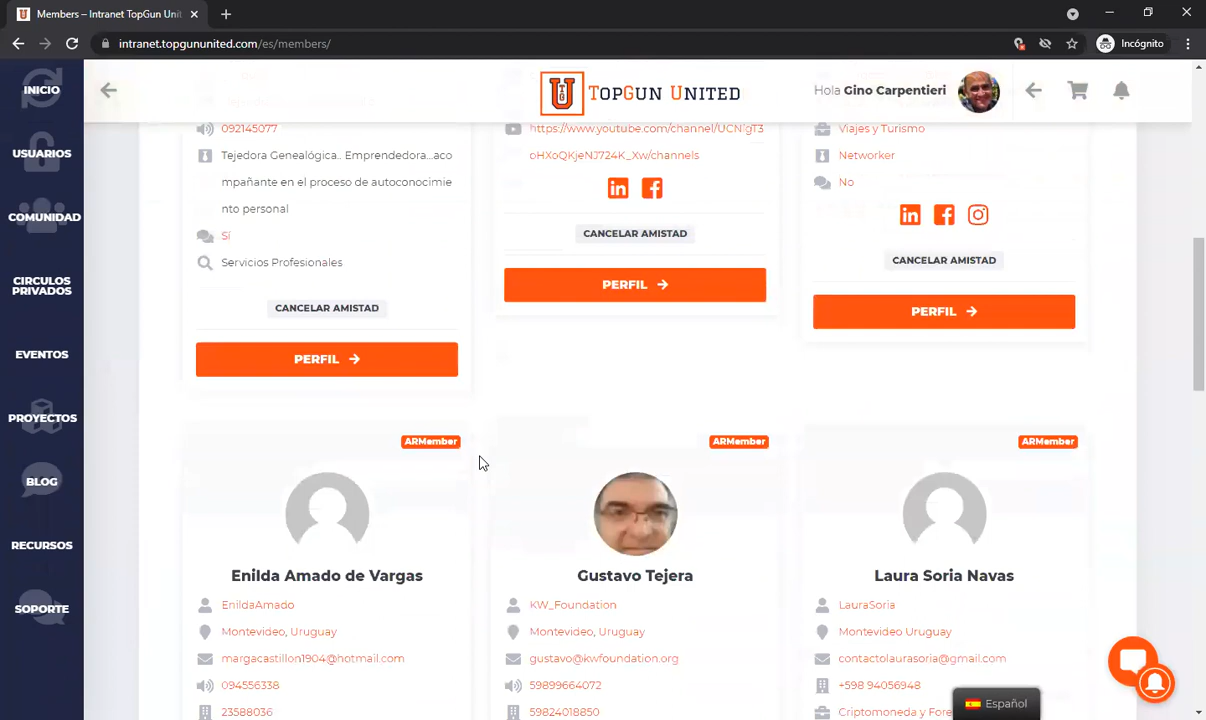 Members – Intranet TopGun Unit
intranet.topgununited.com/es/members/
Incógnito
INICIO
USUARIOS
COMUNIDAD
CIRCULOS
PRIVADOS
EVENTOS
PROYECTOS
BLOG
RECURSOS
SOPORTE
TOPGUN UNITED
Hola Gino Carpentieri
092145077
Tejedora Genealógica.. Emprendedora...aco
mpañante en el proceso de autoconocimie
nto personal
Sí
Servicios Profesionales
CANCELAR AMISTAD
PERFIL
https://www.youtube.com/channel/UCNlgT3
oHXoQKjeNJ724K_Xw/channels
CANCELAR AMISTAD
PERFIL
Viajes y Turismo
Networker
No
CANCELAR AMISTAD
PERFIL
ARMember
Enilda Amado de Vargas
EnildaAmado
Montevideo, Uruguay
margacastillon1904@hotmail.com
094556338
23588036
ARMember
Gustavo Tejera
KW_Foundation
Montevideo, Uruguay
gustavo@kwfoundation.org
59899664072
59824018850
ARMember
Laura Soria Navas
LauraSoria
Montevideo Uruguay
contactolaurasoria@gmail.com
+598 94056948
Criptomoneda y Fore
Español